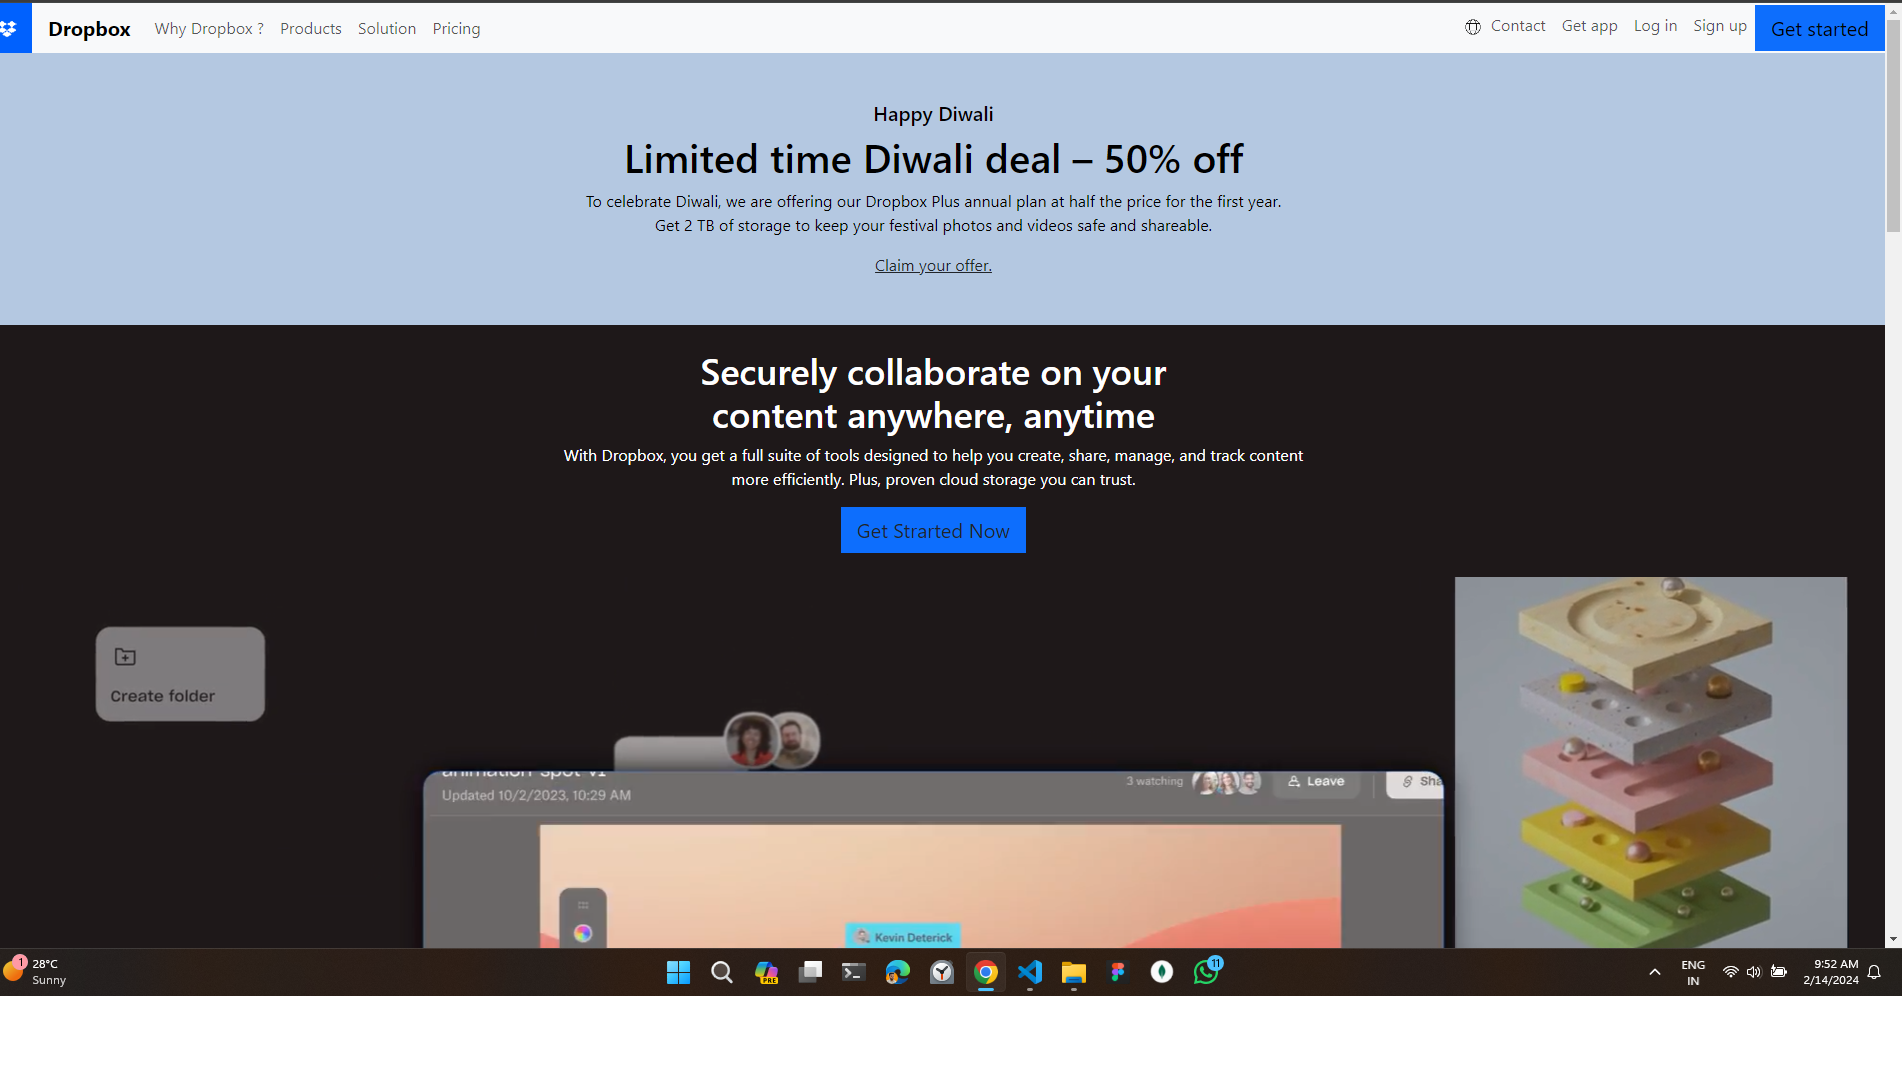 Dropbox Why Dropbox ? Products Solution Pricing Contact Get app Log in Sign up Get started
Happy Diwali
Limited time Diwali deal – 50% off
To celebrate Diwali, we are offering our Dropbox Plus annual plan at half the price for the first year.
Get 2 TB of storage to keep your festival photos and videos safe and shareable.
Claim your offer.
Securely collaborate on your
content anywhere, anytime
With Dropbox, you get a full suite of tools designed to help you create, share, manage, and track content
more efficiently. Plus, proven cloud storage you can trust.
Get Strarted Now
Create folder
animation spot v1
3 watching Leave Sha
Updated 10/2/2023, 10:29 AM
Kevin Deterick
1
28°C
Sunny
PRE
11
ENG
IN
9:52 AM
2/14/2024